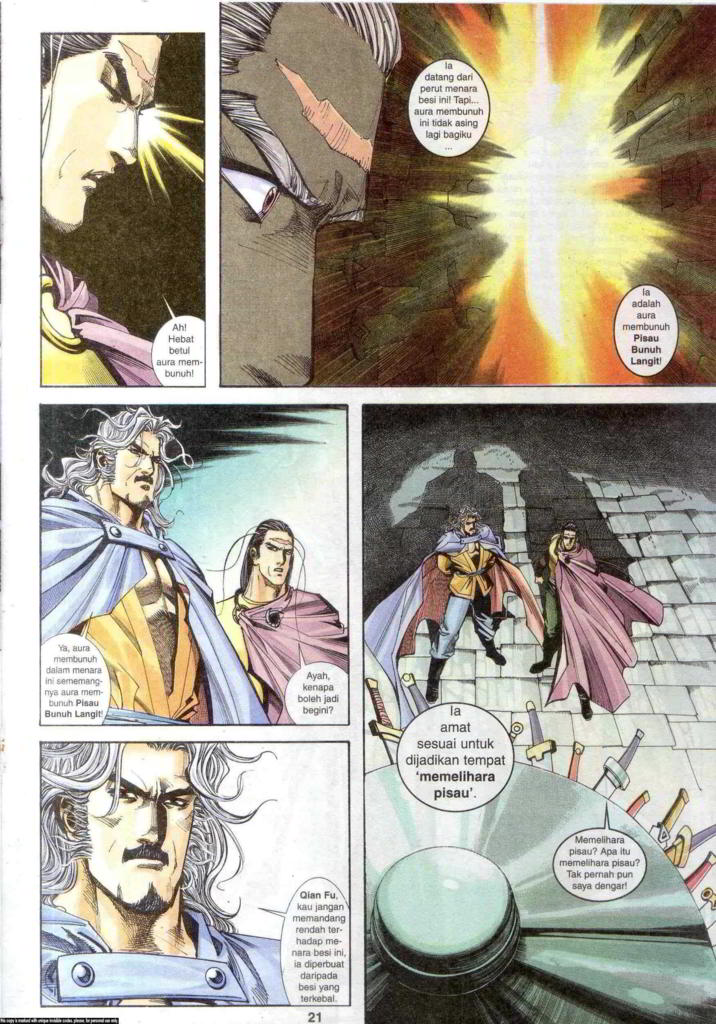 Ah!
Hebat
betul
aura mem-
bunuh!
Ia
datang dari
perut menara
besi ini! Tapi...
aura membunuh
ini tidak asing
lagi bagiku
...
Ia
adalah
aura
membunuh
Pisau
Bunuh
Langit!
Ya, aura
membunuh
dalam menara
ini sememang-
nya aura mem-
bunuh Pisau
Bunuh Langit!
Ayah,
kenapa
boleh jadi
begini?
Qian Fu,
kau jangan
memandang
rendah ter-
hadap me-
nara besi ini,
ia diperbuat
daripada
besi yang
terkebal.
Ia
amat
sesuai untuk
dijadikan tempat
‘memelihara
pisau’.
Memelihara
pisau? Apa itu
memelihara pisau?
Tak pernah pun
saya dengar!
21